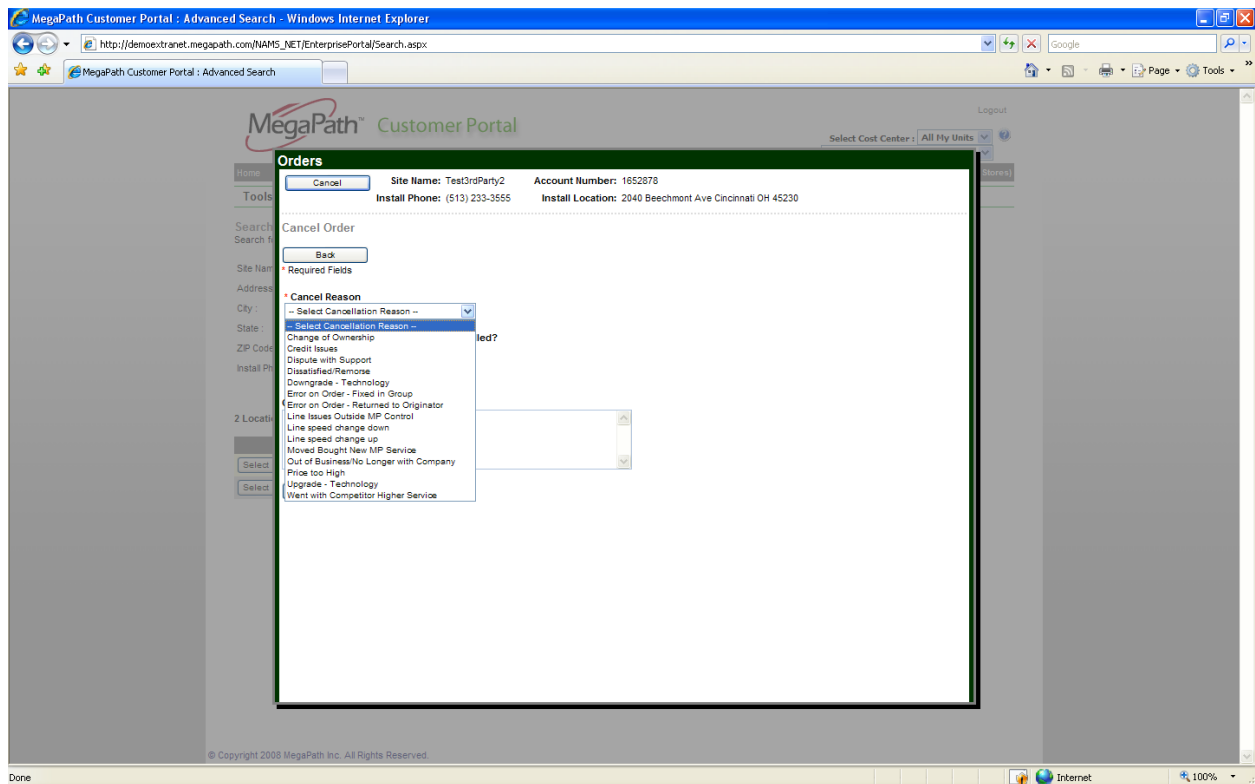 MegaPath Customer Portal : Advanced Search - Windows Internet Explorer
http://demoextranet.megapath.com/NAMS_NET/EnterprisePortal/Search.aspx
Google
MegaPath Customer Portal : Advanced Search
Page
Tools
Logout
MegaPath™ Customer Portal
Select Cost Center : All My Units
Home
Stores)
Tools
Orders
Cancel
Site Name: Test3rdParty2
Account Number: 1652878
Install Phone: (513) 233-3555
Install Location: 2040 Beechmont Ave Cincinnati OH 45230
Search
Search
Site Nam
Address
City :
State :
ZIP Code
Install Ph
2 Locati
Select
Select
Cancel Order
Back
* Required Fields
* Cancel Reason
-- Select Cancellation Reason --
-- Select Cancellation Reason --
Change of Ownership
led?
Credit Issues
Dispute with Support
Dissatisfied/Remorse
Downgrade - Technology
Error on Order - Fixed in Group
Error on Order - Returned to Originator
Line Issues Outside MP Control
Line speed change down
Line speed change up
Moved Bought New MP Service
Out of Business/No Longer with Company
Price too High
Upgrade - Technology
Went with Competitor Higher Service
© Copyright 2008 MegaPath Inc. All Rights Reserved.
Done
Internet
100%